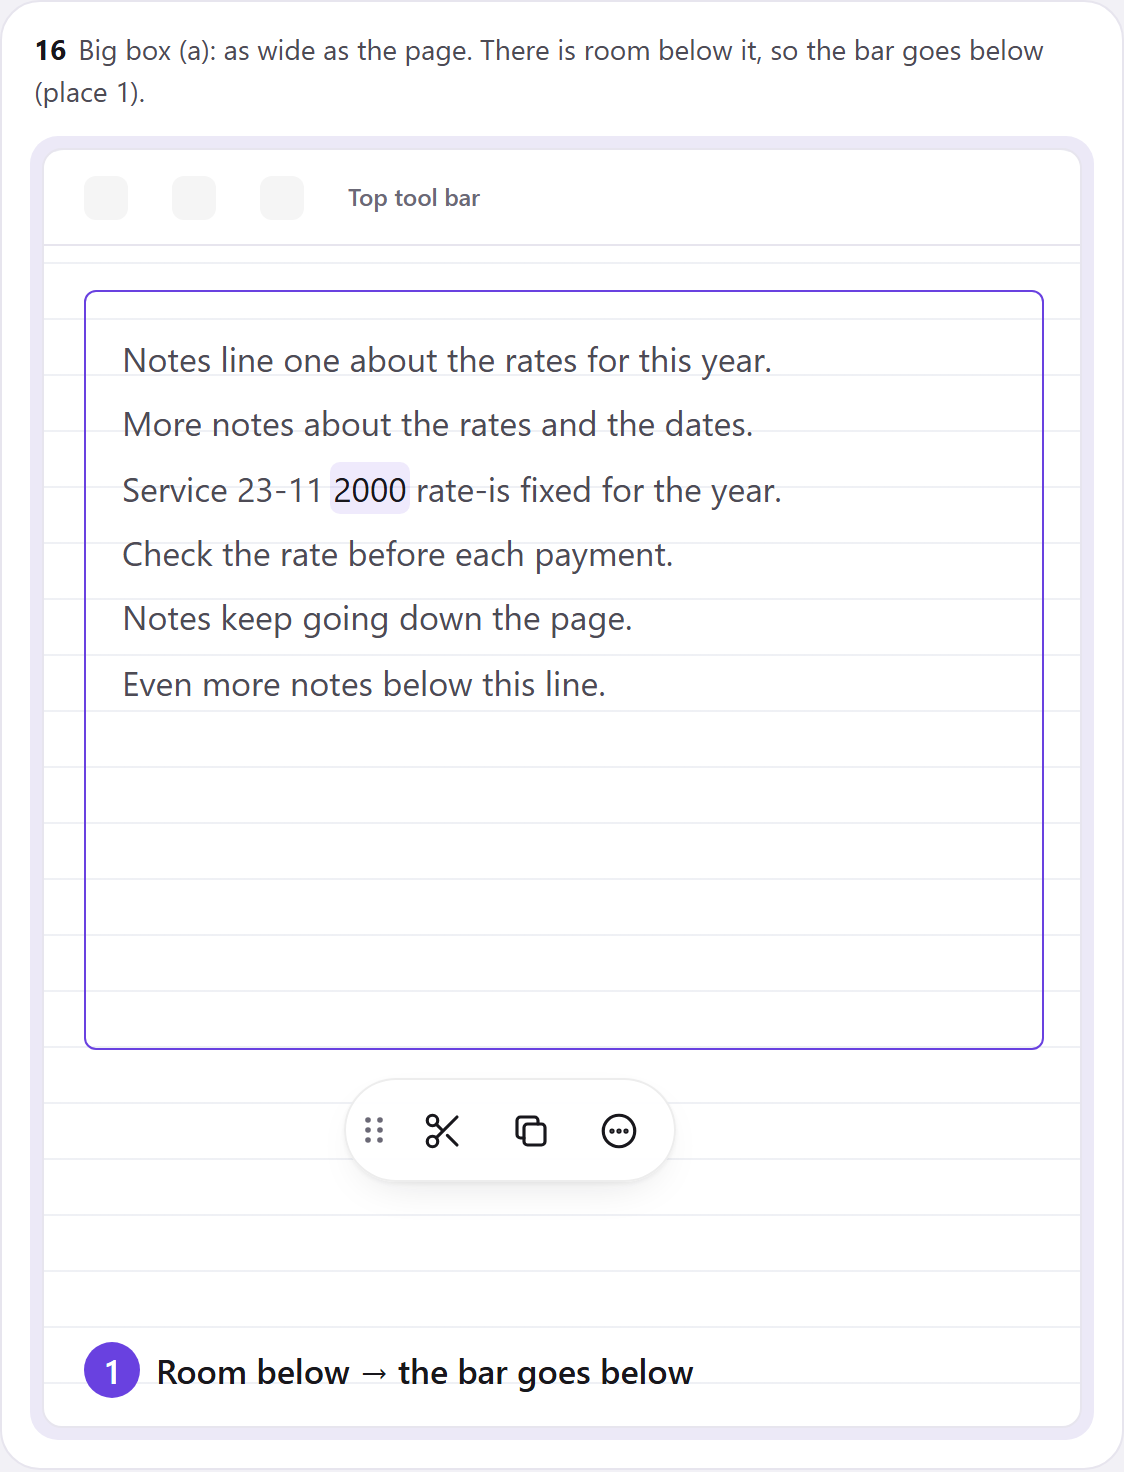 16 Big box (a): as wide as the page. There is room below it, so the bar goes below
(place 1).
Top tool bar
Notes line one about the rates for this year.
More notes about the rates and the dates.
Service 23-11 2000 rate-is fixed for the year.
Check the rate before each payment.
Notes keep going down the page.
Even more notes below this line.
1 Room below → the bar goes below